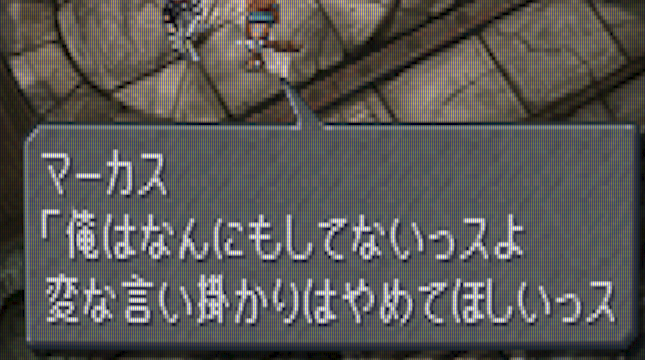 マーカス
「俺はなんにもしてないっスよ
変な言い掛かりはやめてほしいっス